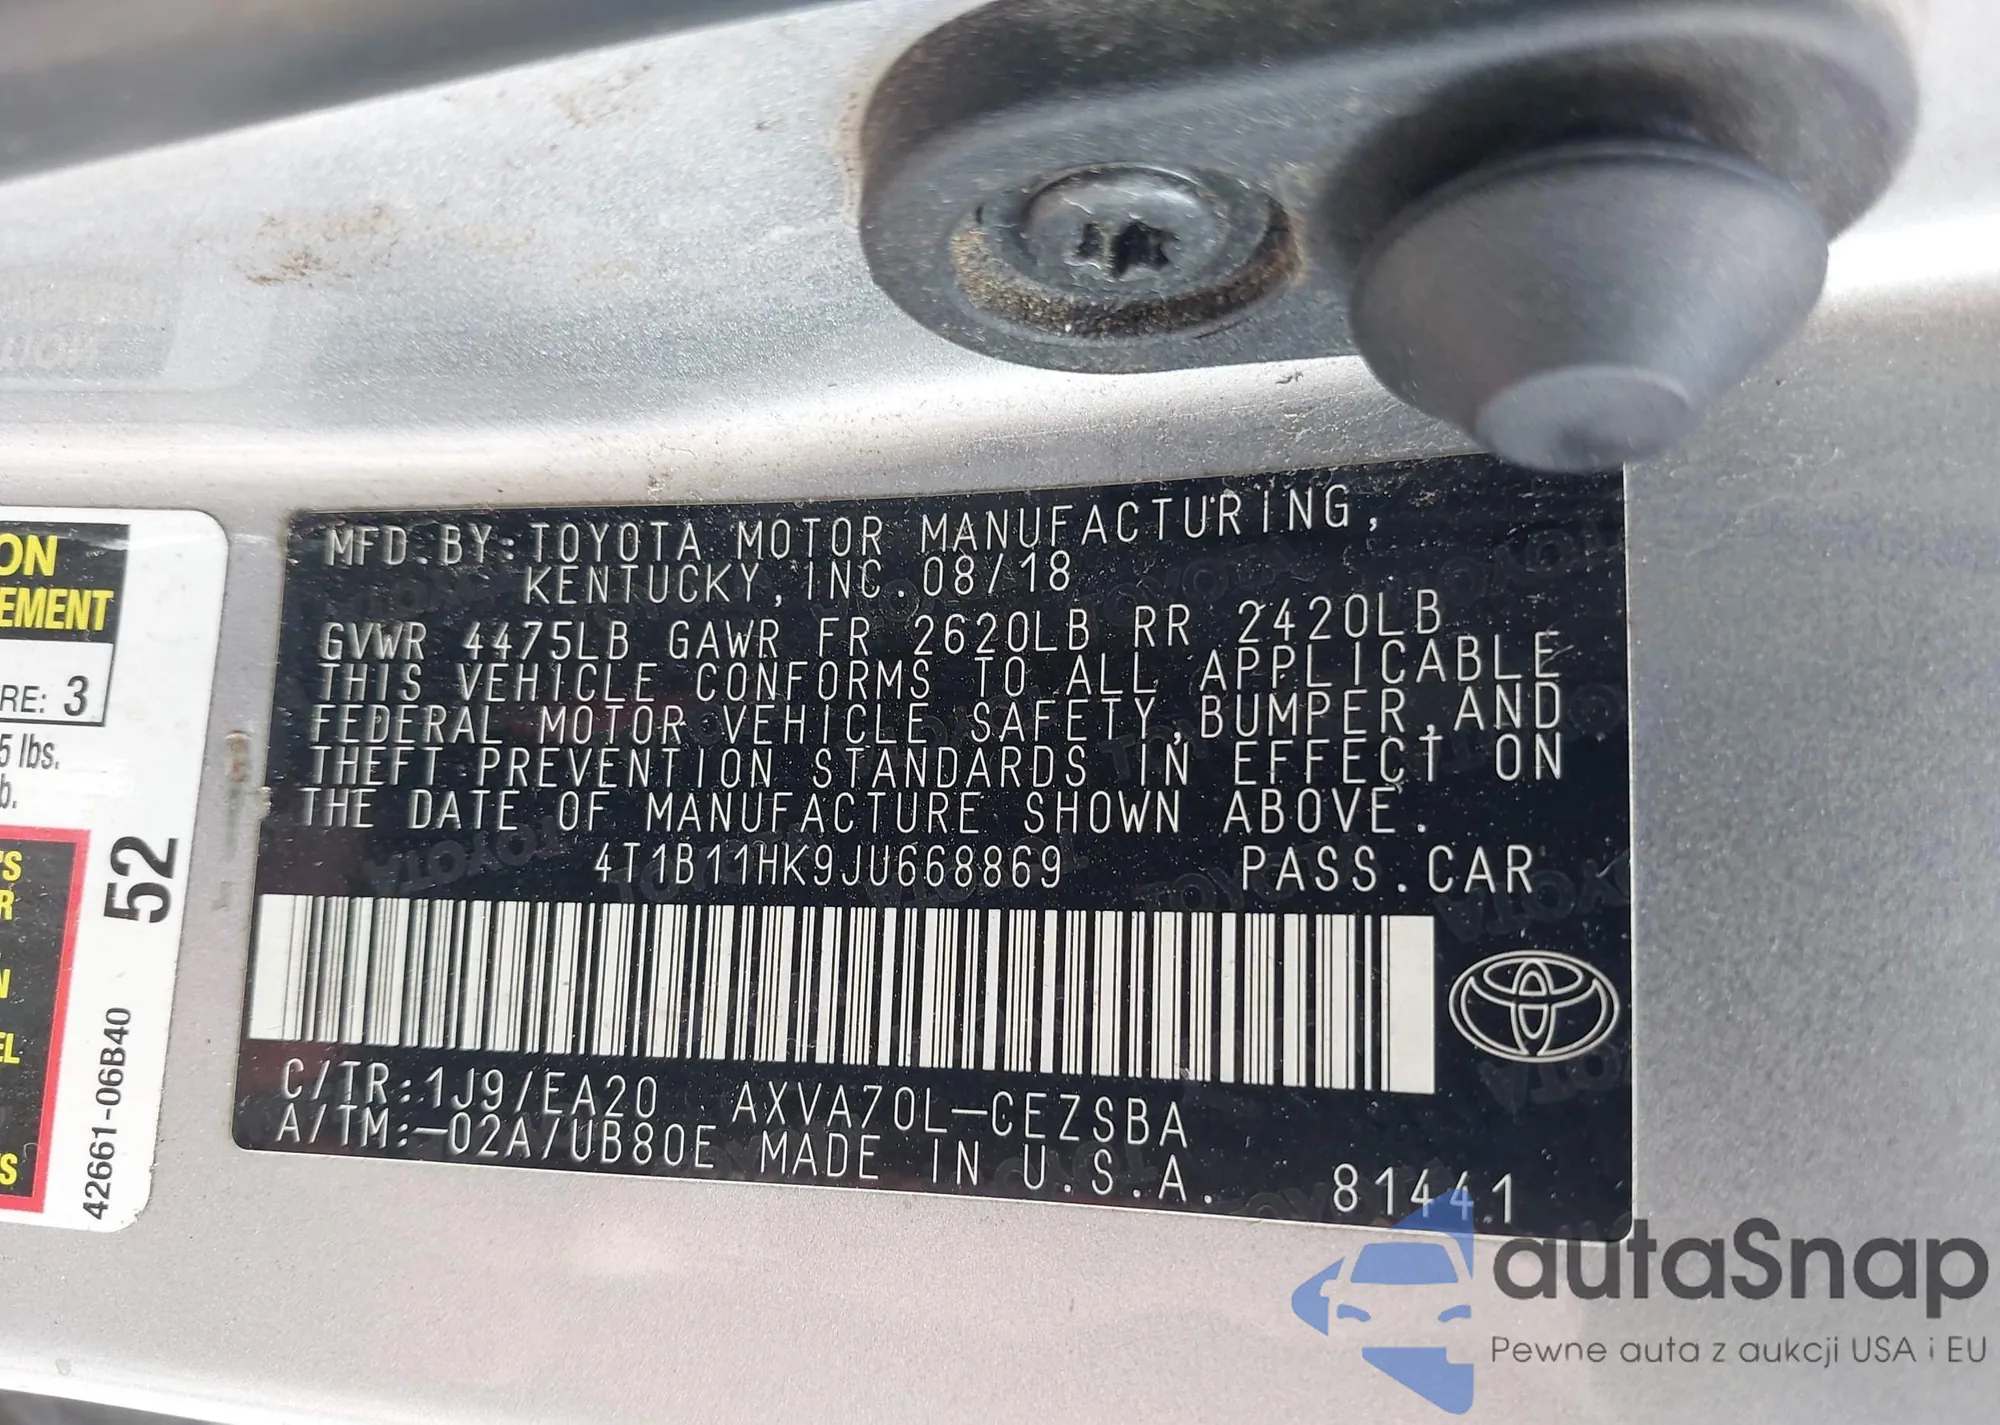 MFD.BY:TOYOTA MOTOR MANUFACTURING,
KENTUCKY, INC. 08/18
GVWR 4475LB GAWR FR 2620LB RR 2420LB
THIS VEHICLE CONFORMS TO ALL APPLICABLE
FEDERAL MOTOR VEHICLE SAFETY, BUMPER, AND
THEFT PREVENTION STANDARDS IN EFFECT ON
THE DATE OF MANUFACTURE SHOWN ABOVE.
4T1B11HK9JU668869 PASS.CAR
C/TR:1J9/EA20 AXVA70L-CEZSBA
A/TM:-02A/UB80E MADE IN U.S.A. 81441
ON
EMENT
RE: 3
5 lbs.
b.
'S
R
N
EL
S
52
42661-06B40
autaSnap
Pewne auta z aukcji USA i EU